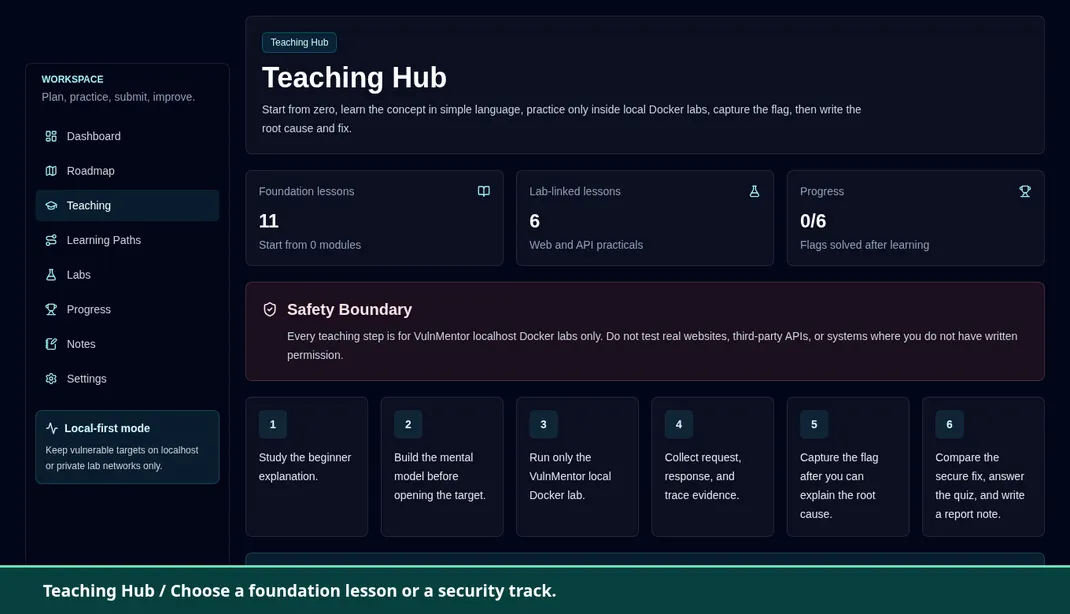 WORKSPACE
Plan, practice, submit, improve.
Dashboard
Roadmap
Teaching
Learning Paths
Labs
Progress
Notes
Settings
Local-first mode
Keep vulnerable targets on localhost
or private lab networks only.
Teaching Hub
Teaching Hub
Start from zero, learn the concept in simple language, practice only inside local Docker labs, capture the flag, then write the
root cause and fix.
Foundation lessons
11
Start from 0 modules
Lab-linked lessons
6
Web and API practicals
Progress
0/6
Flags solved after learning
Safety Boundary
Every teaching step is for VulnMentor localhost Docker labs only. Do not test real websites, third-party APIs, or systems where you do not have written
permission.
1
Study the beginner
explanation.
2
Build the mental
model before
opening the target.
3
Run only the
VulnMentor local
Docker lab.
4
Collect request,
response, and
trace evidence.
5
Capture the flag
after you can
explain the root
cause.
6
Compare the
secure fix, answer
the quiz, and write
a report note.
Teaching Hub / Choose a foundation lesson or a security track.